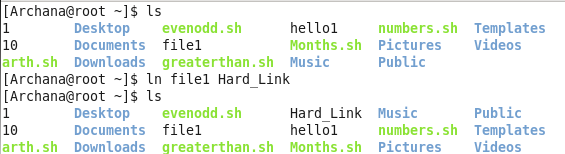 [Archana@root ~]$ ls
1 Desktop evenodd.sh hello1 numbers.sh Templates
10 Documents file1 Months.sh Pictures Videos
arth.sh Downloads greaterthan.sh Music Public
[Archana@root ~]$ ln file1 Hard_Link
[Archana@root ~]$ ls
1 Desktop evenodd.sh Hard_Link Music Public
10 Documents file1 hello1 numbers.sh Templates
arth.sh Downloads greaterthan.sh Months.sh Pictures Videos